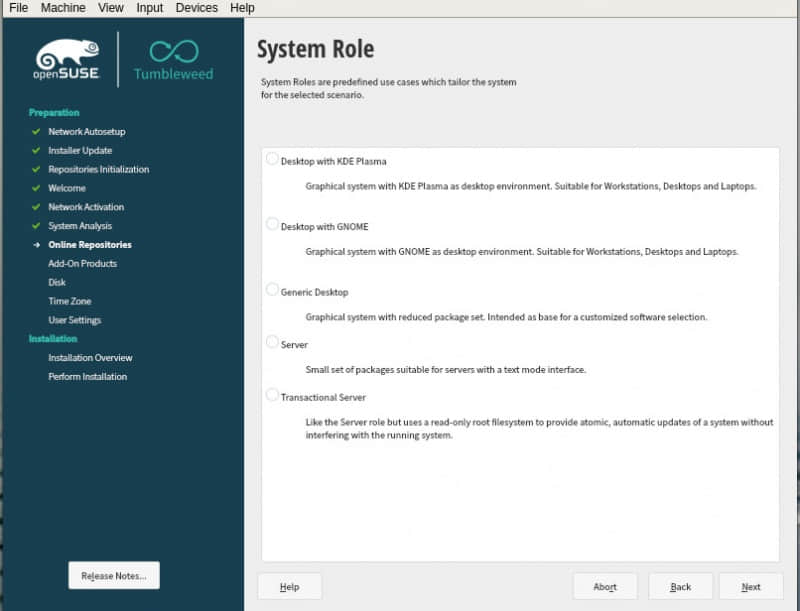 File Machine View Input Devices Help
openSUSE Tumbleweed
System Role
System Roles are predefined use cases which tailor the system
for the selected scenario.
Preparation
Network Autosetup
Installer Update
Repositories Initialization
Welcome
Network Activation
System Analysis
Online Repositories
Add-On Products
Disk
Time Zone
User Settings
Installation
Installation Overview
Perform Installation
Desktop with KDE Plasma
Graphical system with KDE Plasma as desktop environment. Suitable for Workstations, Desktops and Laptops.
Desktop with GNOME
Graphical system with GNOME as desktop environment. Suitable for Workstations, Desktops and Laptops.
Generic Desktop
Graphical system with reduced package set. Intended as base for a customized software selection.
Server
Small set of packages suitable for servers with a text mode interface.
Transactional Server
Like the Server role but uses a read-only root filesystem to provide atomic, automatic updates of a system without
interfering with the running system.
Release Notes...
Help Abort Back Next